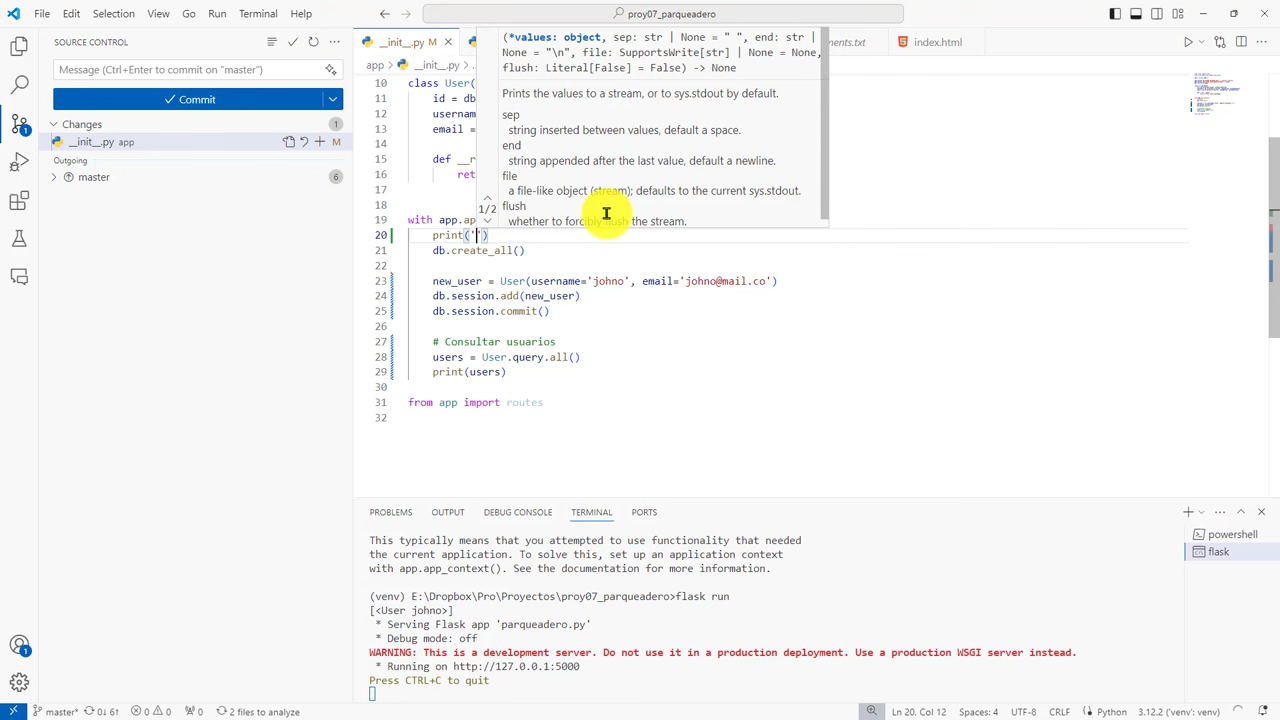 File Edit Selection View Go Run Terminal Help
proy07_parqueadero
SOURCE CONTROL
Message (Ctrl+Enter to commit on "master")
Commit
Changes 1
__init__.py app M
Outgoing
master 6
1
1
__init__.py M
ments.txt
index.html
app > __init__.py >
(*values: object, sep: str | None = " ", end: str |
None = "\n", file: SupportsWrite[str] | None = None,
flush: Literal[False] = False) -> None
Prints the values to a stream, or to sys.stdout by default.
sep
string inserted between values, default a space.
end
string appended after the last value, default a newline.
file
a file-like object (stream); defaults to the current sys.stdout.
flush
whether to forcibly flush the stream.
1/2
10 class User(
11 id = db
12 usernam
13 email =
14
15 def __r
16 ret
17
18
19 with app.ap
20 print('')
21 db.create_all()
22
23 new_user = User(username='johno', email='johno@mail.co')
24 db.session.add(new_user)
25 db.session.commit()
26
27 # Consultar usuarios
28 users = User.query.all()
29 print(users)
30
31 from app import routes
32
PROBLEMS OUTPUT DEBUG CONSOLE TERMINAL PORTS
powershell
flask
This typically means that you attempted to use functionality that needed
the current application. To solve this, set up an application context
with app.app_context(). See the documentation for more information.
(venv) E:\Dropbox\Pro\Proyectos\proy07_parqueadero>flask run
[<User johno>]
* Serving Flask app 'parqueadero.py'
* Debug mode: off
WARNING: This is a development server. Do not use it in a production deployment. Use a production WSGI server instead.
* Running on http://127.0.0.1:5000
Press CTRL+C to quit
master* 0↓ 6↑ 0 0 0 2 files to analyze Ln 20, Col 12 Spaces: 4 UTF-8 CRLF Python 3.12.2 ('venv': venv)